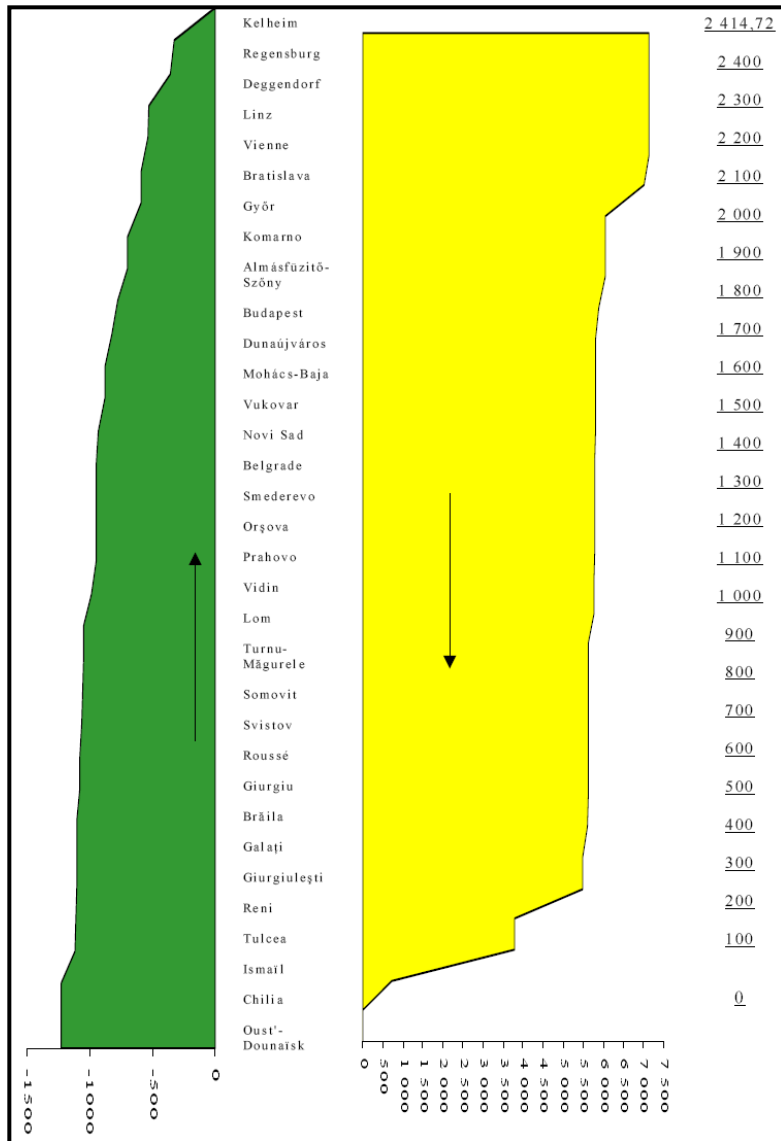 Kelheim
Regensburg
Deggendorf
Linz
Vienne
Bratislava
Győr
Komarno
Almásfüzitő-
Szőny
Budapest
Dunaújváros
Mohács-Baja
Vukovar
Novi Sad
Belgrade
Smederevo
Orşova
Prahovo
Vidin
Lom
Turnu-
Măgurele
Somovit
Svistov
Roussé
Giurgiu
Brăila
Galaţi
Giurgiuleşti
Reni
Tulcea
Ismaïl
Chilia
Oust'-
Dounaïsk
2 414,72
2 400
2 300
2 200
2 100
2 000
1 900
1 800
1 700
1 600
1 500
1 400
1 300
1 200
1 100
1 000
900
800
700
600
500
400
300
200
100
0
-1 500
-1 000
-500
0
0
500
1 000
1 500
2 000
2 500
3 000
3 500
4 000
4 500
5 000
5 500
6 000
6 500
7 000
7 500